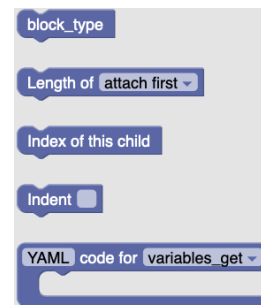 block_type
Length of attach first
Index of this child
Indent
YAML code for variables_get